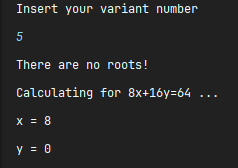 Insert your variant number
5
There are no roots!
Calculating for 8x+16y=64 ...
x = 8
y = 0